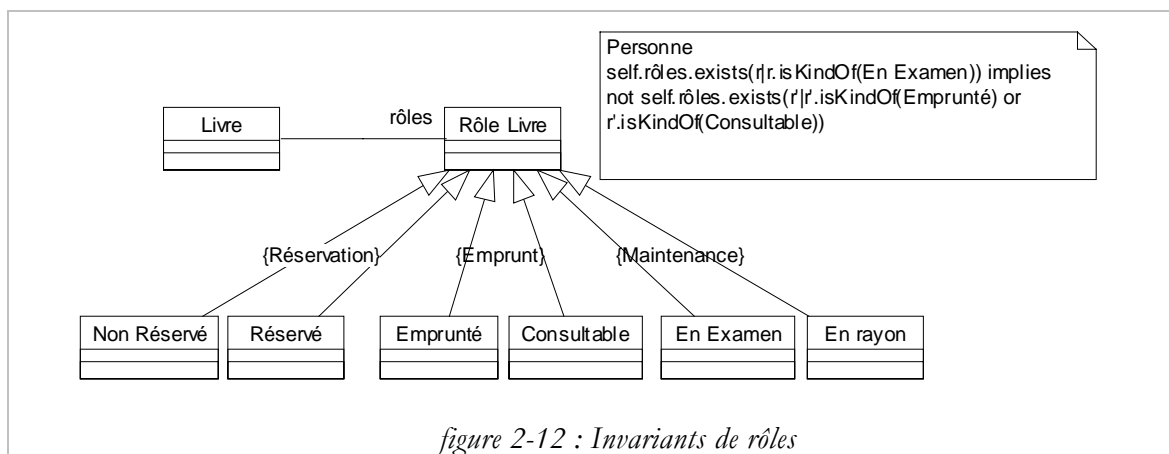 Personne
self.rôles.exists(r|r.isKindOf(En Examen)) implies
not self.rôles.exists(r'|r'.isKindOf(Emprunté) or
r'.isKindOf(Consultable))
Livre
rôles
Rôle Livre
{Réservation}
{Emprunt}
{Maintenance}
Non Réservé
Réservé
Emprunté
Consultable
En Examen
En rayon
figure 2-12 : Invariants de rôles